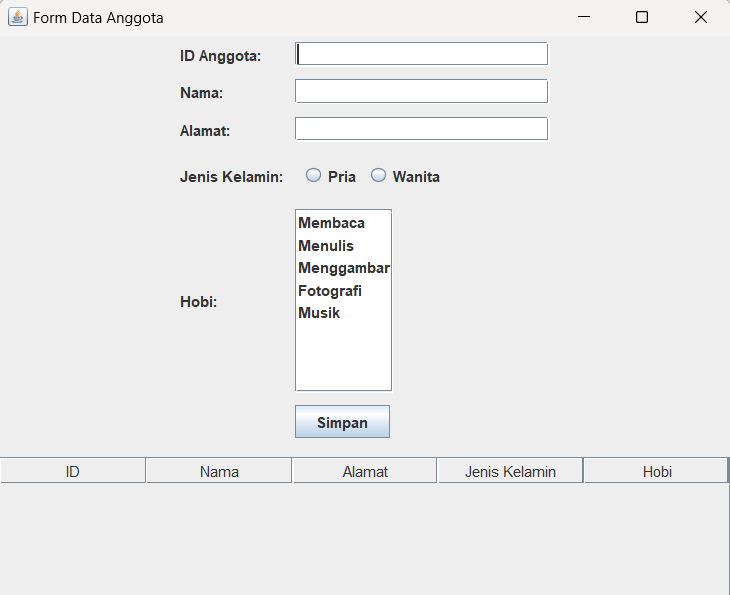 Form Data Anggota
ID Anggota:
Nama:
Alamat:
Jenis Kelamin: Pria Wanita
Hobi:
Membaca
Menulis
Menggambar
Fotografi
Musik
Simpan
ID Nama Alamat Jenis Kelamin Hobi